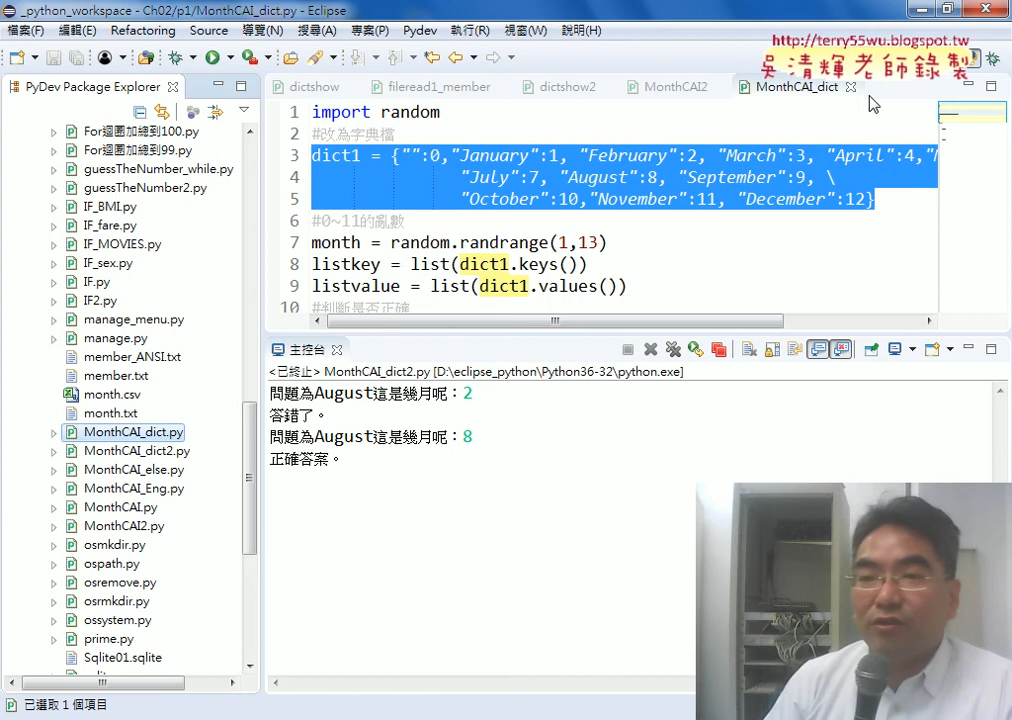 _python_workspace - Ch02/p1/MonthCAI_dict.py - Eclipse
檔案(F) 編輯(E) Refactoring Source 導覽(N) 搜尋(A) 專案(P) Pydev 執行(R) 視窗(W) 說明(H)
http://terry55wu.blogspot.tw
吳清輝老師錄製
PyDev Package Explorer
dictshow fileread1_member dictshow2 MonthCAI2 MonthCAI_dict
For迴圈加總到100.py
For迴圈加總到99.py
guessTheNumber_while.py
guessTheNumber2.py
IF_BMI.py
IF_fare.py
IF_MOVIES.py
IF_sex.py
IF.py
IF2.py
manage_menu.py
manage.py
member_ANSI.txt
member.txt
month.csv
month.txt
MonthCAI_dict.py
MonthCAI_dict2.py
MonthCAI_else.py
MonthCAI_Eng.py
MonthCAI.py
MonthCAI2.py
osmkdir.py
ospath.py
osremove.py
osrmkdir.py
ossystem.py
prime.py
Sqlite01.sqlite
1 import random
2 #改為字典檔
3 dict1 = {"":0,"January":1, "February":2, "March":3, "April":4,"
4 "July":7, "August":8, "September":9, \
5 "October":10,"November":11, "December":12}
6 #0~11的亂數
7 month = random.randrange(1,13)
8 listkey = list(dict1.keys())
9 listvalue = list(dict1.values())
10 #判斷是否正確
主控台
<已終止> MonthCAI_dict2.py [D:\eclipse_python\Python36-32\python.exe]
問題為August這是幾月呢：2
答錯了。
問題為August這是幾月呢：8
正確答案。
已選取 1 個項目